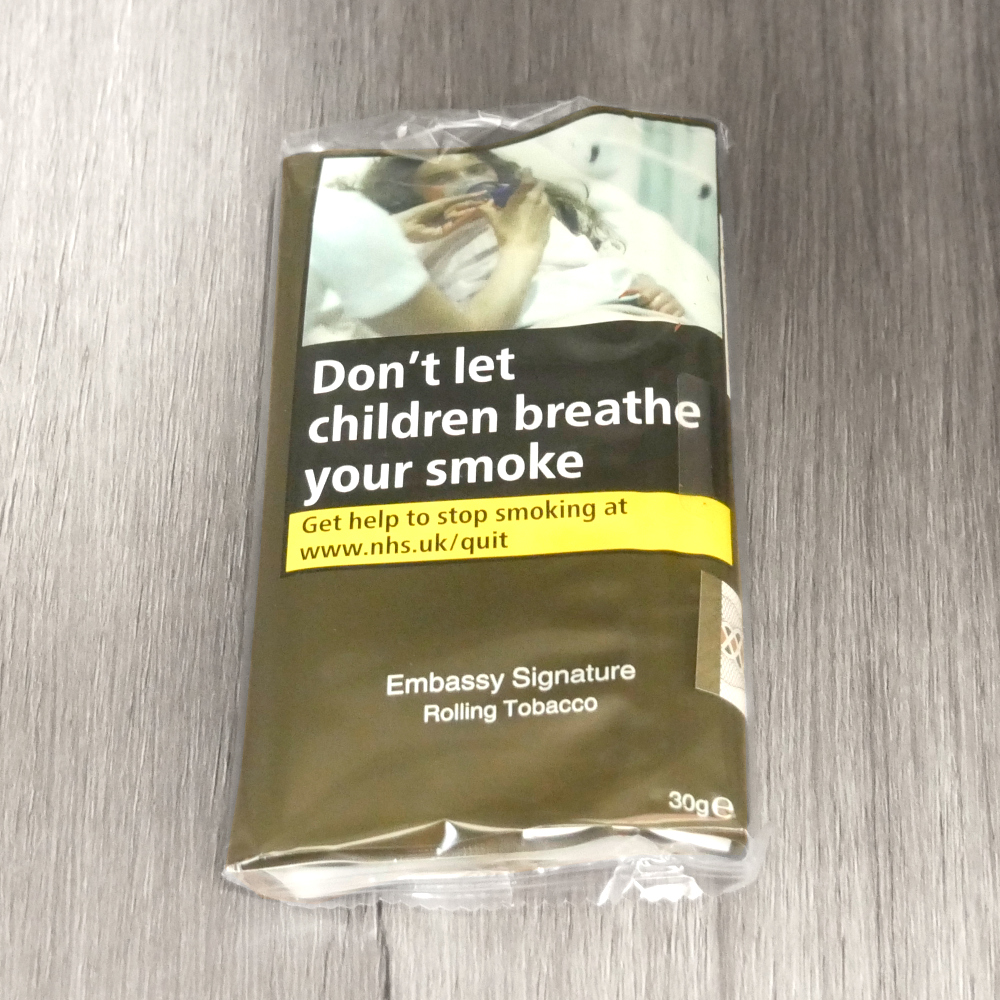 Don't let
children breathe
your smoke
Get help to stop smoking at
www.nhs.uk/quit
Embassy Signature
Rolling Tobacco
30g℮